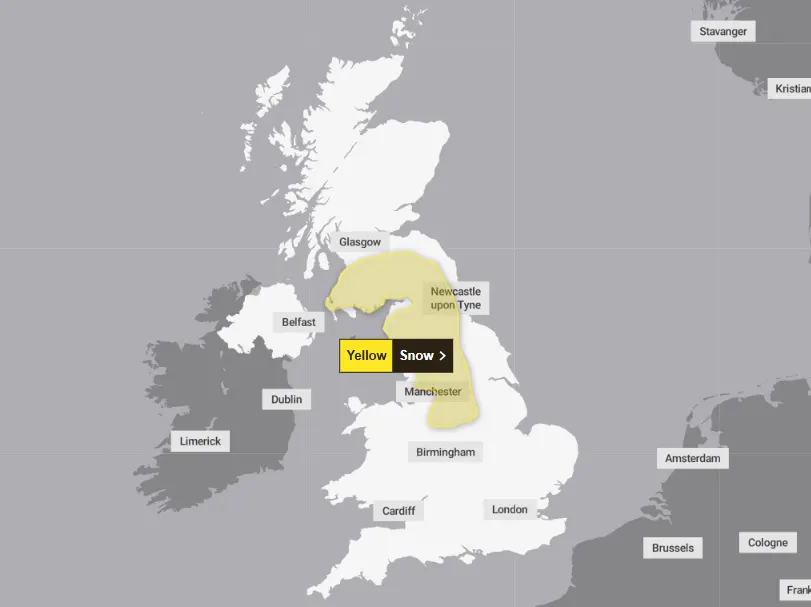 Stavanger
Kristian
Glasgow
Newcastle
upon Tyne
Belfast
Yellow Snow >
Manchester
Dublin
Limerick
Birmingham
Amsterdam
Cardiff
London
Brussels
Cologne
Frank